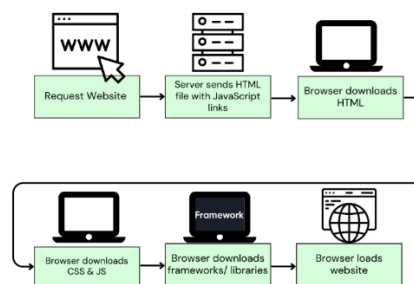 WWW
Request Website
Server sends HTML
file with JavaScript
links
Browser downloads
HTML
Browser downloads
CSS & JS
Framework
Browser downloads
frameworks/ libraries
Browser loads
website